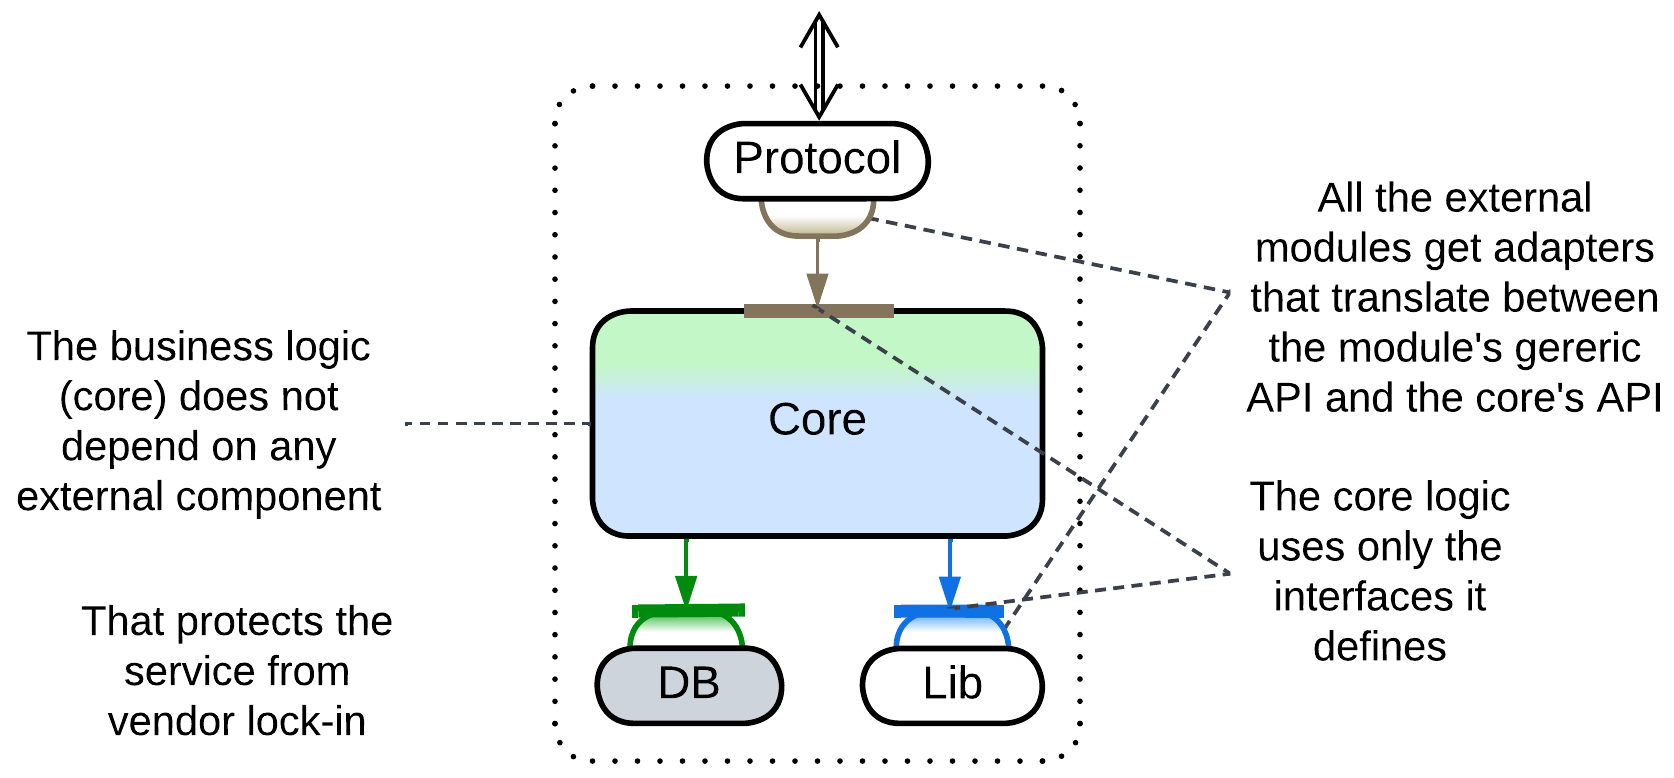 Protocol
All the external
modules get adapters
that translate between
the module's gereric
API and the core's API
The business logic
(core) does not
depend on any
external component
Core
The core logic
uses only the
interfaces it
defines
That protects the
service from
vendor lock-in
DB
Lib